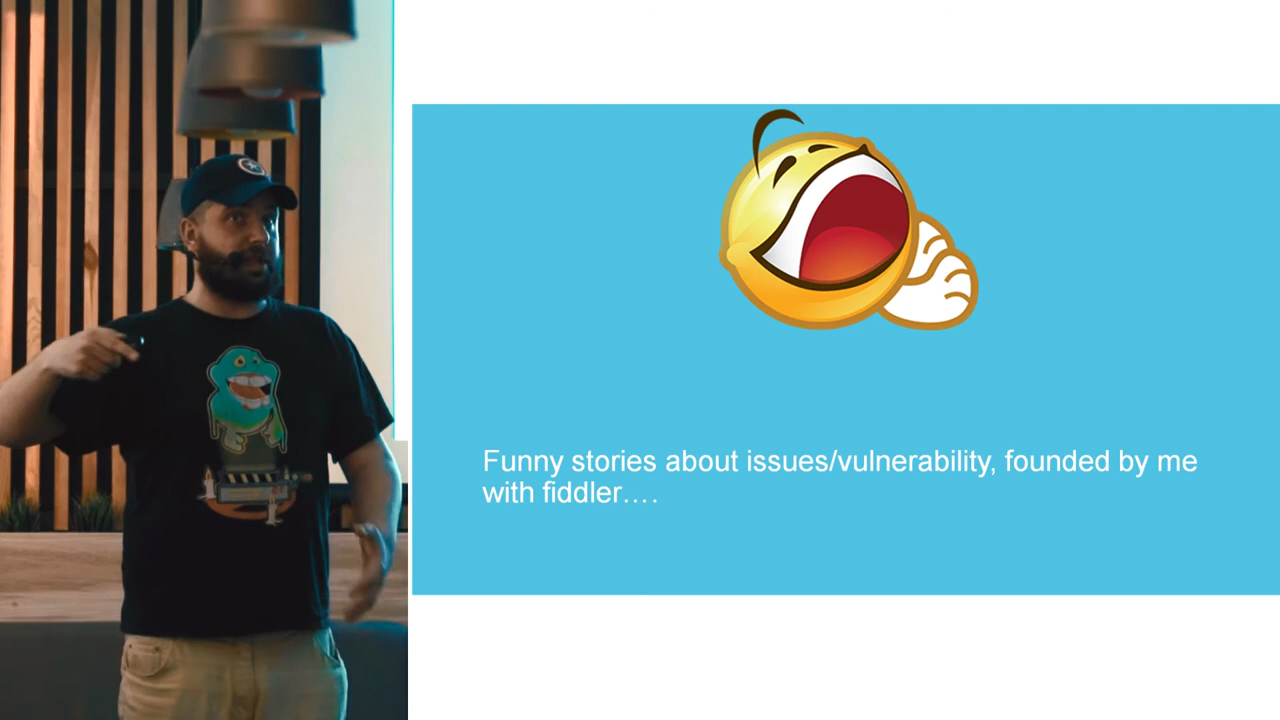 Funny stories about issues/vulnerability, founded by me
with fiddler….